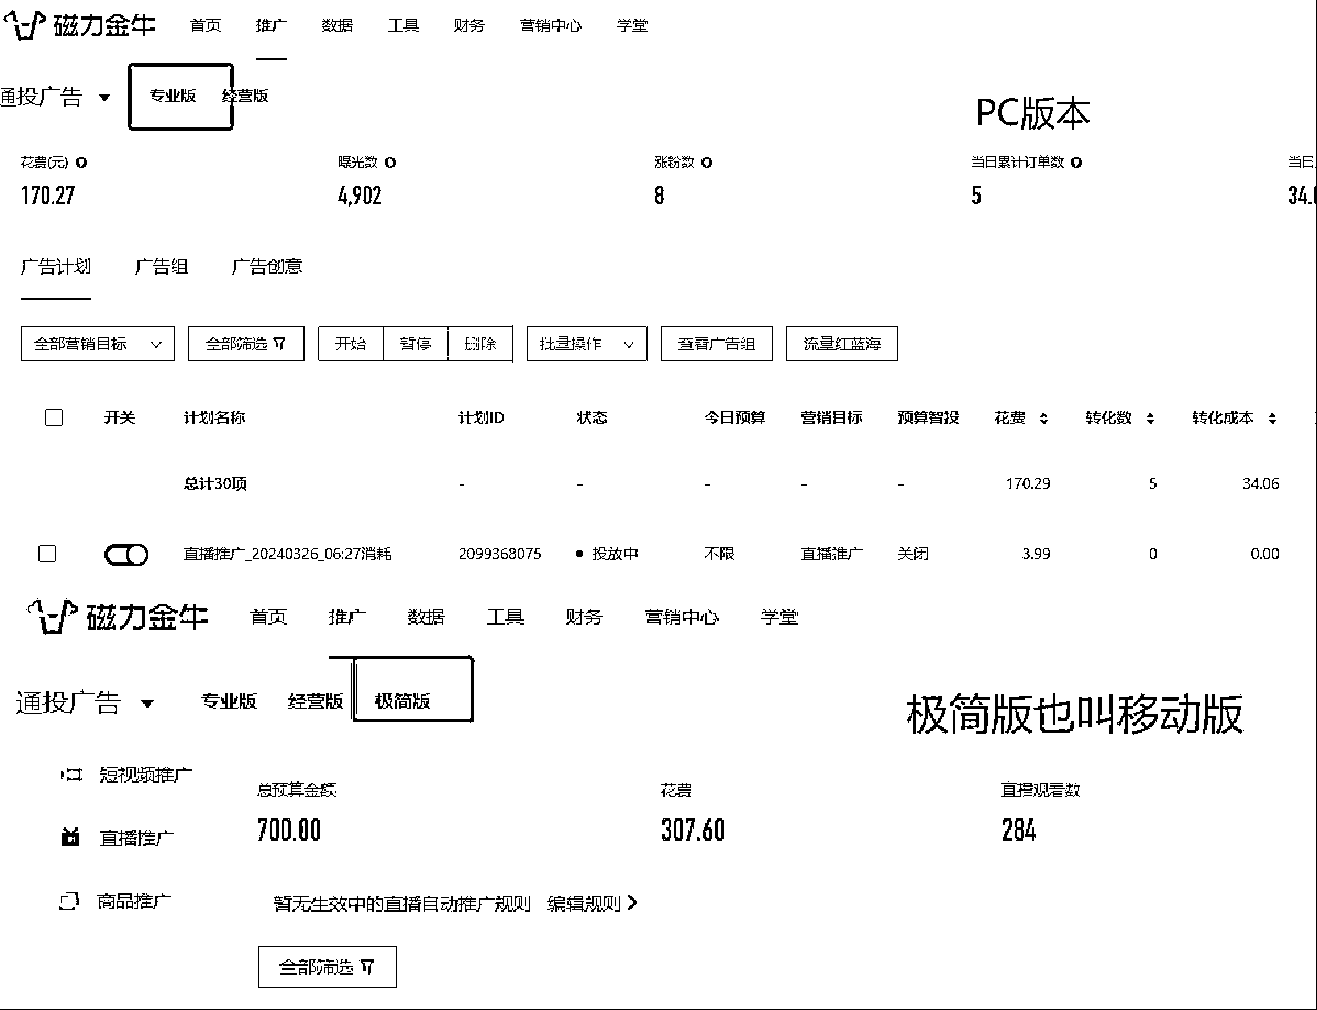 磁力金牛 首页 推广 数据 工具 财务 营销中心 学堂
通投广告 专业版 经营版
PC版本
花费(元) 曝光数 涨粉数 当日累计订单数 当日
170.27 4,902 8 5 34.0
广告计划 广告组 广告创意
全部营销目标 全部筛选 开始 暂停 删除 批量操作 查看广告组 流量红蓝海
开关 计划名称 计划ID 状态 今日预算 营销目标 预算智投 花费 转化数 转化成本
总计30项 - - - - - 170.29 5 34.06
直播推广_20240326_06:27消耗 2099368075 投放中 不限 直播推广 关闭 3.99 0 0.00
磁力金牛 首页 推广 数据 工具 财务 营销中心 学堂
通投广告 专业版 经营版 极简版
极简版也叫移动版
短视频推广
总预算金额 花费 直播观看数
直播推广
700.00 307.60 284
商品推广
暂无生效中的直播自动推广规则 编辑规则
全部筛选